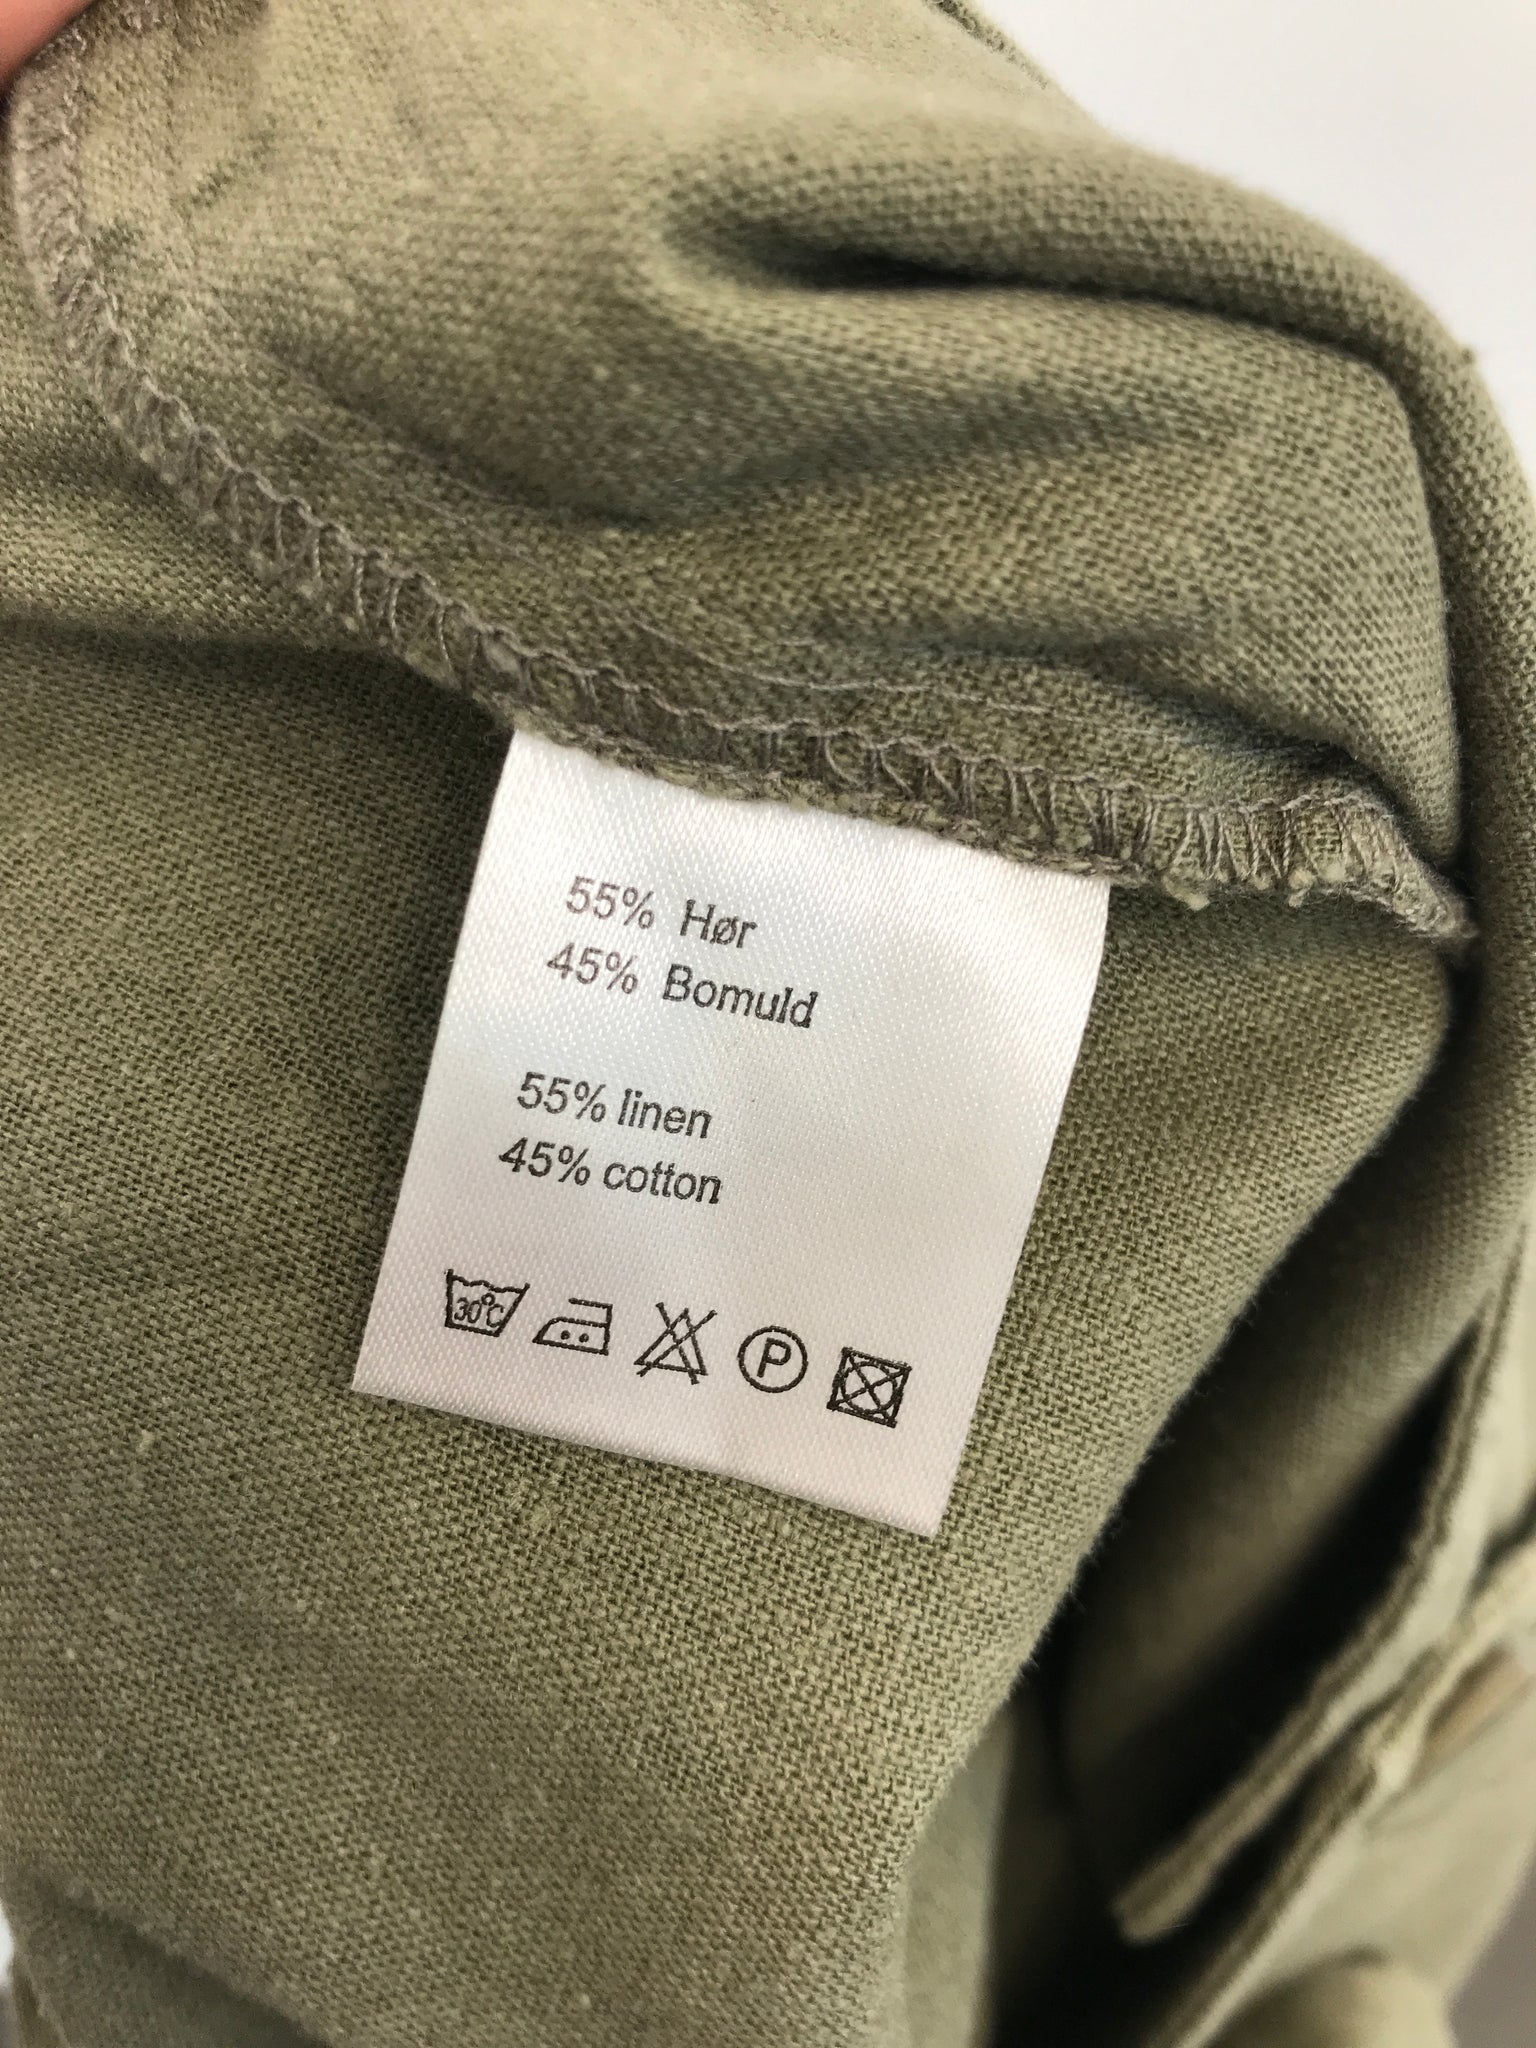 55% Hør
45% Bomuld
55% linen
45% cotton
30°C
P